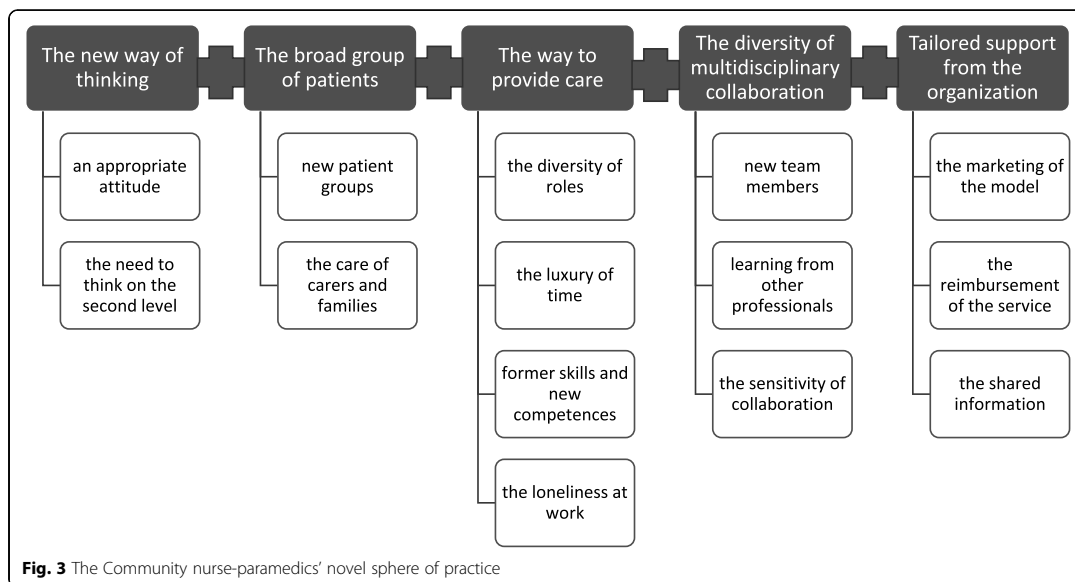 The new way of
thinking
an appropriate
attitude
the need to
think on the
second level
The broad group
of patients
new patient
groups
the care of
carers and
families
The way to
provide care
the diversity of
roles
the luxury of
time
former skills and
new
competences
the loneliness at
work
The diversity of
multidisciplinary
collaboration
new team
members
learning from
other
professionals
the sensitivity of
collaboration
Tailored support
from the
organization
the marketing of
the model
the
reimbursement
of the service
the shared
information
Fig. 3 The Community nurse-paramedics’ novel sphere of practice